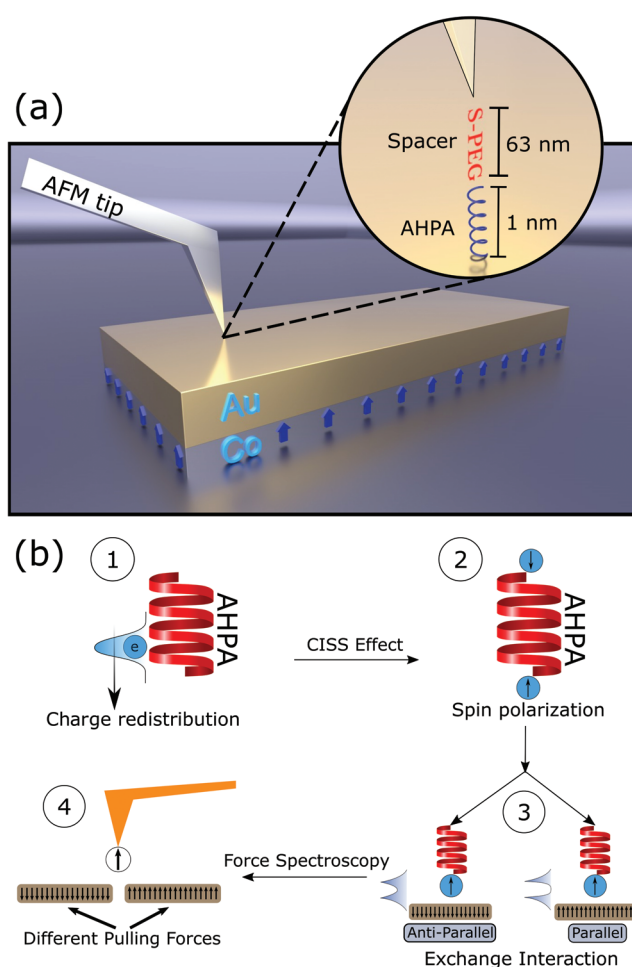 (a)
AFM tip
Spacer
S-PEG
63 nm
AHPA
1 nm
Au
Co
(b)
1
AHPA
e
Charge redistribution
CISS Effect
2
AHPA
Spin polarization
3
Anti-Parallel
Parallel
Exchange Interaction
Force Spectroscopy
4
Different Pulling Forces